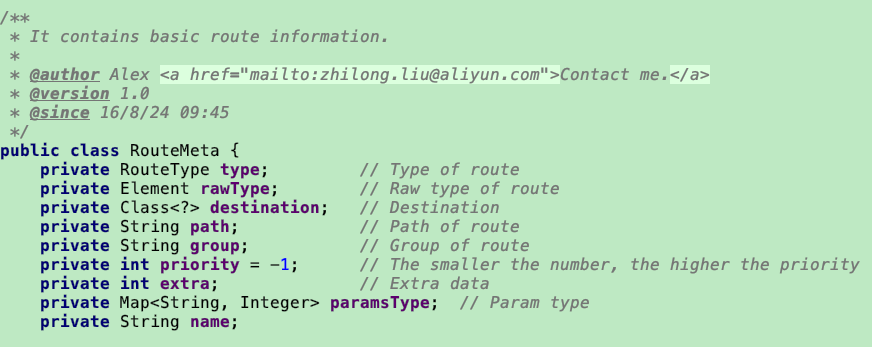 /**
 * It contains basic route information.
 *
 * @author Alex <a href="mailto:zhilong.liu@aliyun.com">Contact me.</a>
 * @version 1.0
 * @since 16/8/24 09:45
 */
public class RouteMeta {
    private RouteType type;         // Type of route
    private Element rawType;        // Raw type of route
    private Class<?> destination;   // Destination
    private String path;            // Path of route
    private String group;           // Group of route
    private int priority = -1;      // The smaller the number, the higher the priority
    private int extra;              // Extra data
    private Map<String, Integer> paramsType;  // Param type
    private String name;